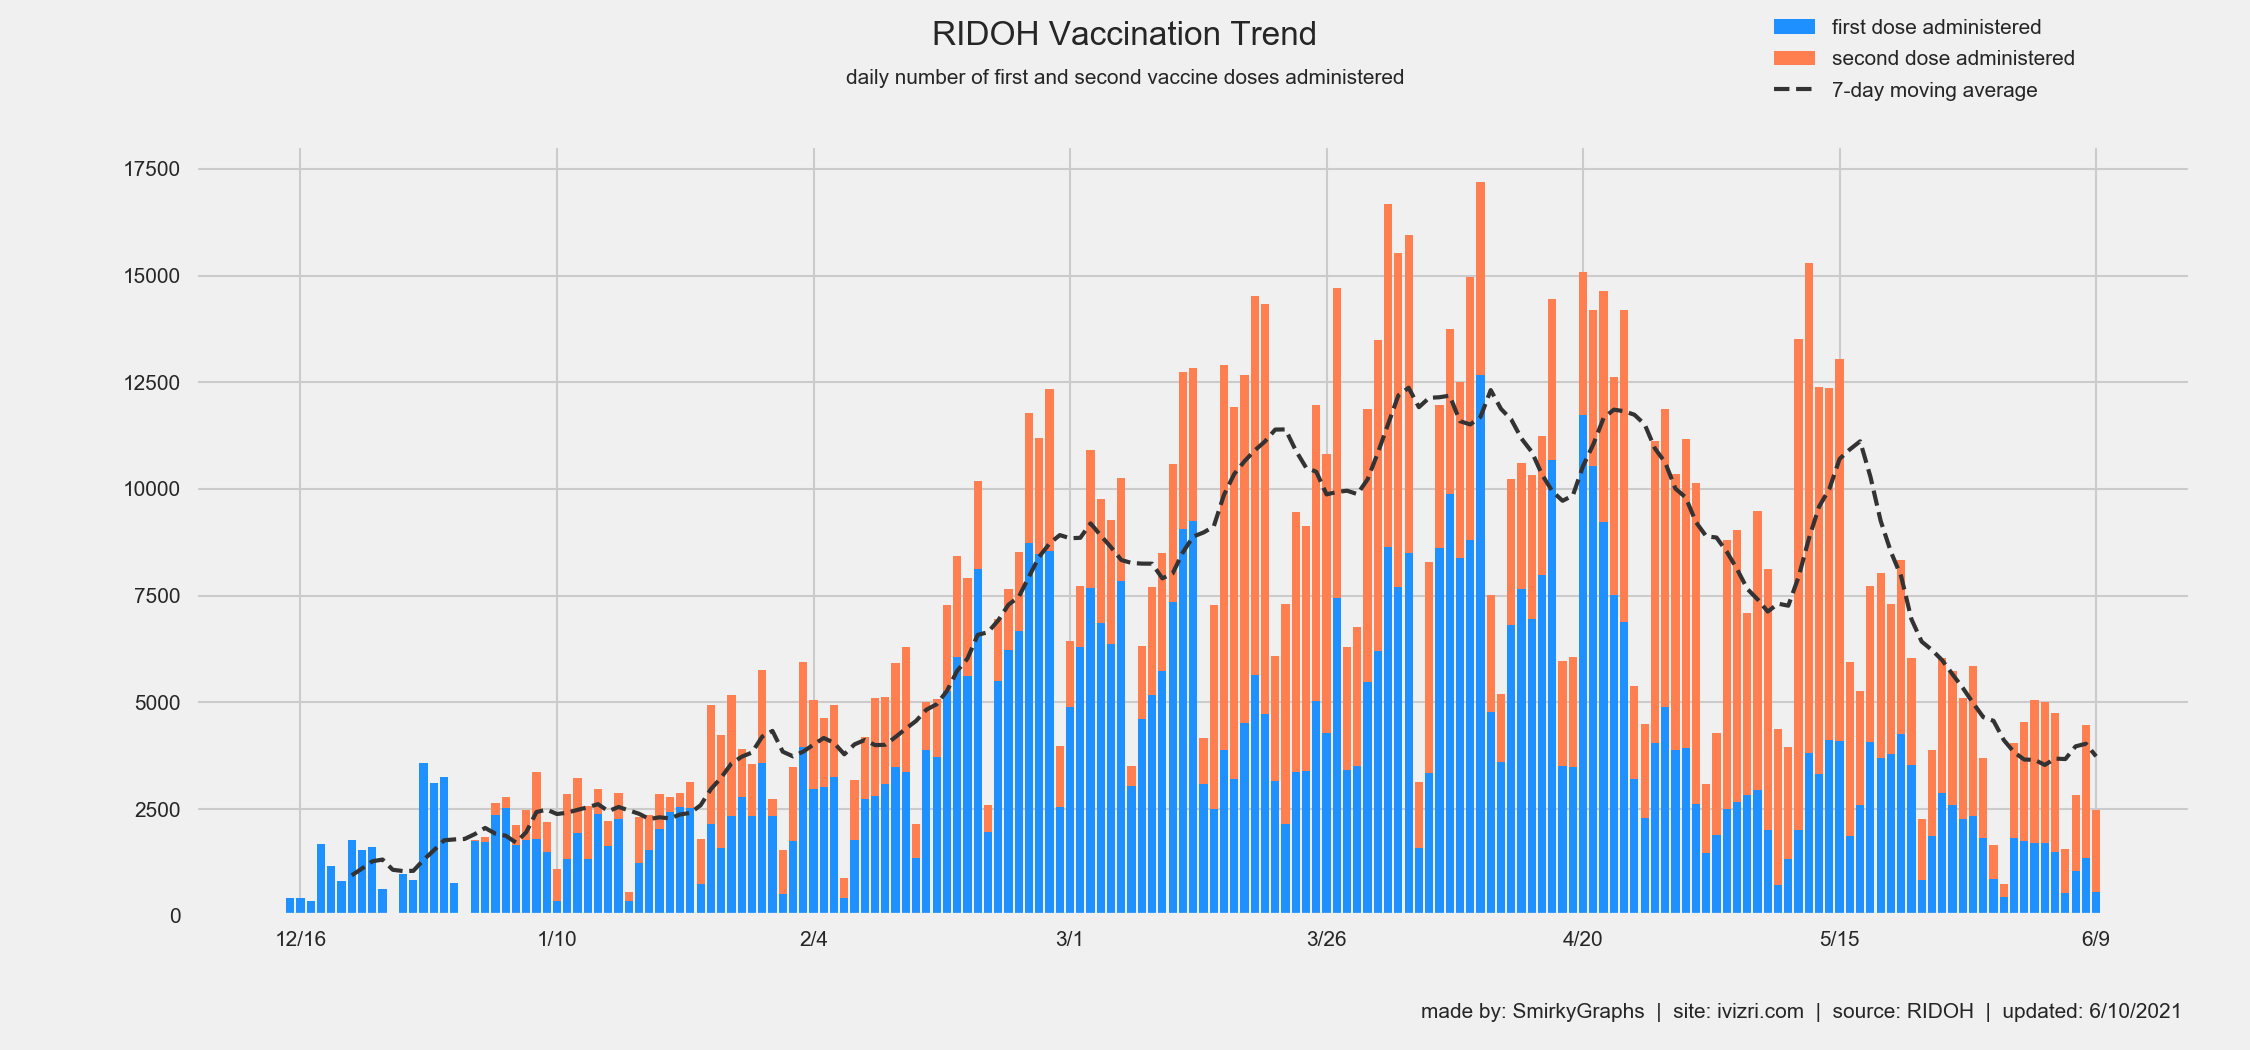 RIDOH Vaccination Trend
daily number of first and second vaccine doses administered
first dose administered
second dose administered
7-day moving average
17500
15000
12500
10000
7500
5000
2500
0
12/16 1/10 2/4 3/1 3/26 4/20 5/15 6/9
made by: SmirkyGraphs | site: ivizri.com | source: RIDOH | updated: 6/10/2021